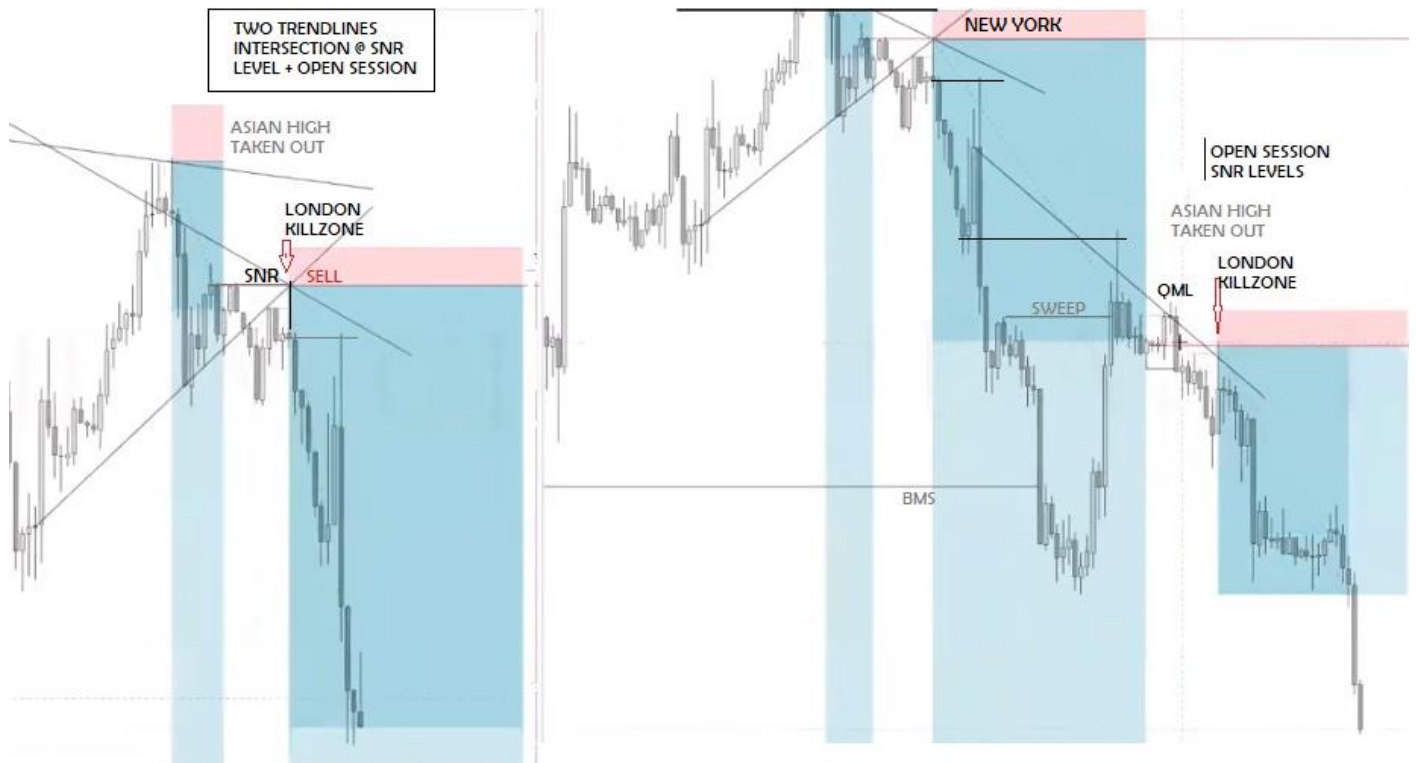 TWO TRENDLINES
INTERSECTION @ SNR
LEVEL + OPEN SESSION
ASIAN HIGH
TAKEN OUT
LONDON
KILLZONE
SNR
SELL
NEW YORK
OPEN SESSION
SNR LEVELS
ASIAN HIGH
TAKEN OUT
LONDON
KILLZONE
QML
SWEEP
BMS